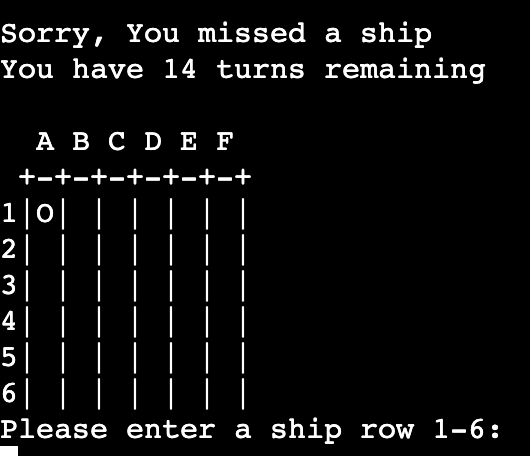 Sorry, You missed a ship
You have 14 turns remaining
  A B C D E F
 +-+-+-+-+-+-+
1|O| | | | | |
2| | | | | | |
3| | | | | | |
4| | | | | | |
5| | | | | | |
6| | | | | | |
Please enter a ship row 1-6: